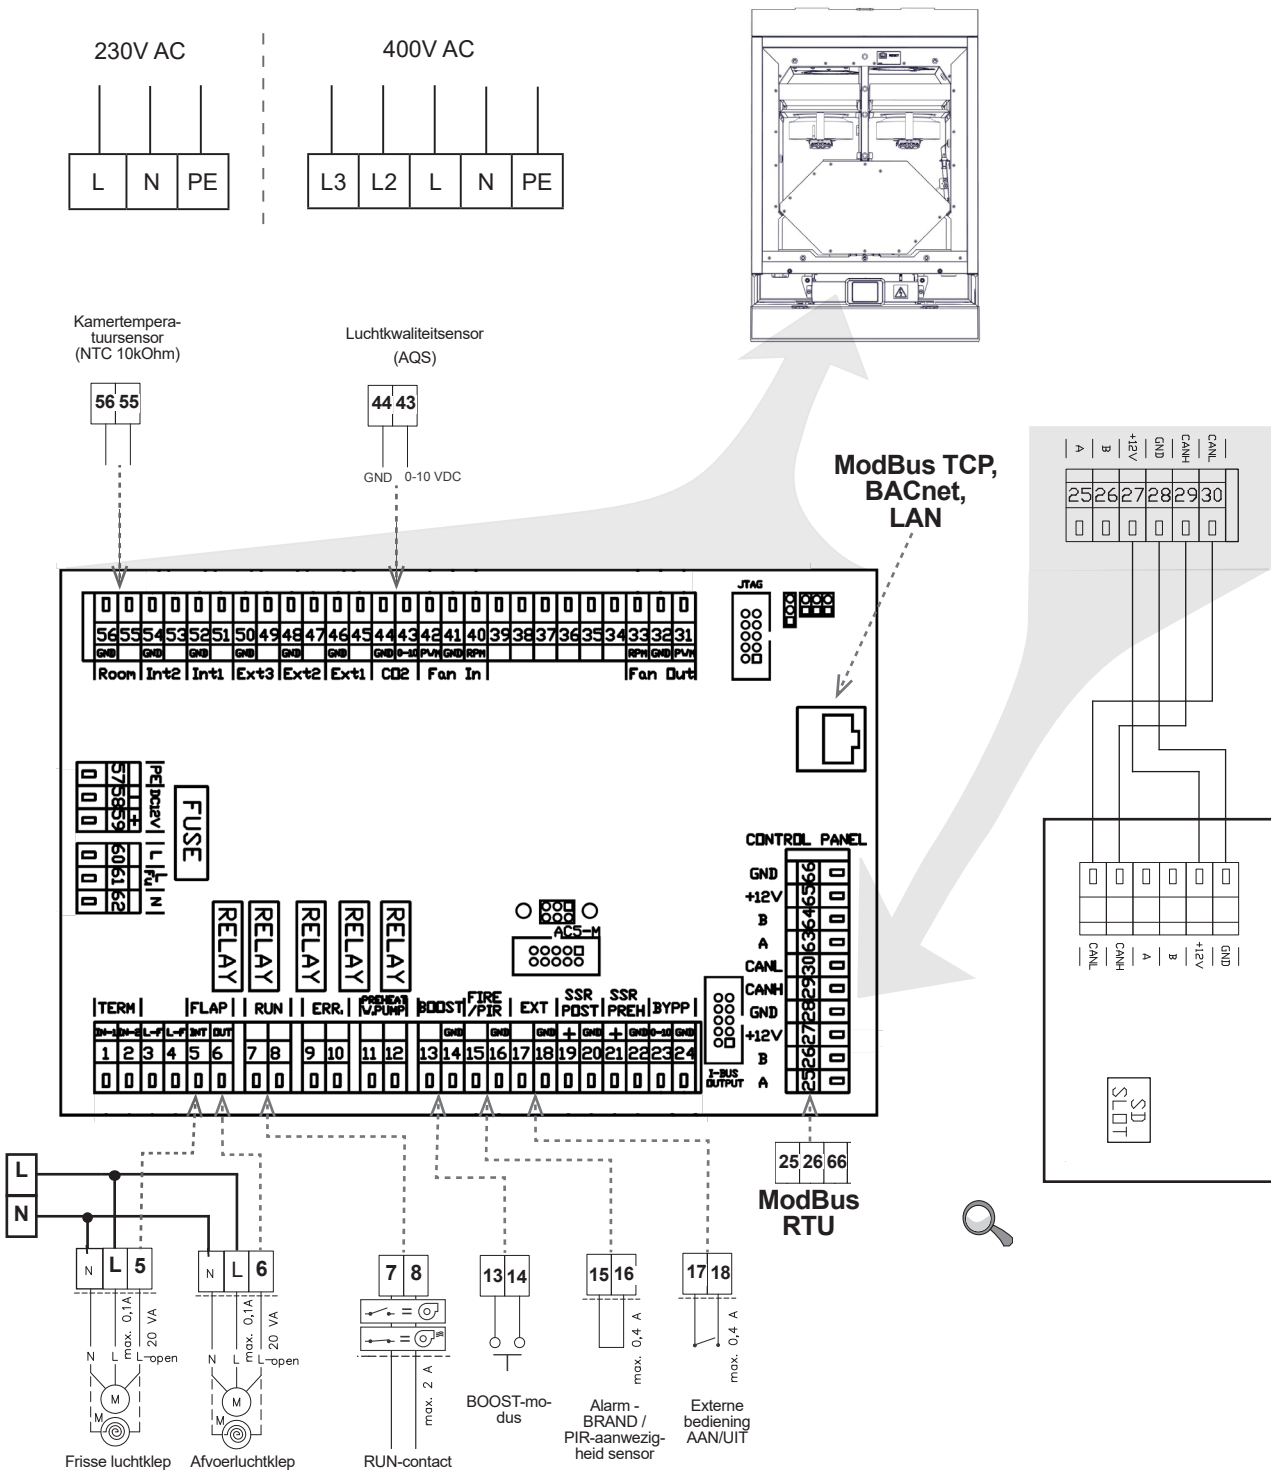 230V AC
400V AC
L N PE
L3 L2 L N PE
Kamertempera-
tuursensor
(NTC 10kOhm)
56 55
Luchtkwaliteitsensor
(AQS)
44 43
GND 0-10 VDC
ModBus TCP,
BACnet,
LAN
A B +12V GND CANH CANL
25 26 27 28 29 30
JTAG
56 55 54 53 52 51 50 49 48 47 46 45 44 43 42 41 40 39 38 37 36 35 34 33 32 31
GND GND GND GND GND GND GND 0-10 PWM GND RPM RPM GND PWM
Room Int2 Int1 Ext3 Ext2 Ext1 CO2 Fan In Fan Out
57 58 59
PE DC12V
- +
FUSE
60 61 62
L L Fu N
CONTROL PANEL
GND 66
+12V 65
B 64
A 63
CANL 30
CANH 29
GND 28
+12V 27
B 26
A 25
RELAY RELAY RELAY RELAY RELAY
AC5-M
I-BUS
OUTPUT
TERM FLAP RUN ERR. PREHEAT
W.PUMP BOOST FIRE
/PIR EXT SSR
POST SSR
PREH BYPP
IN-1 IN-2 L-F L-F INT OUT GND GND GND + GND + GND 0-10 GND
1 2 3 4 5 6 7 8 9 10 11 12 13 14 15 16 17 18 19 20 21 22 23 24
CANL CANH A B +12V GND
SD
SLOT
25 26 66
ModBus
RTU
L
N
N L 5
N L 6
7 8
13 14
15 16
17 18
max. 0,1A
20 VA
N L L-open
M
M
max. 0,1A
20 VA
N L L-open
M
M
=
=
max. 2 A
max. 0,4 A
max. 0,4 A
Frisse luchtklep
Afvoerluchtklep
RUN-contact
BOOST-mo-
dus
Alarm -
BRAND /
PIR-aanwezig-
heid sensor
Externe
bediening
AAN/UIT